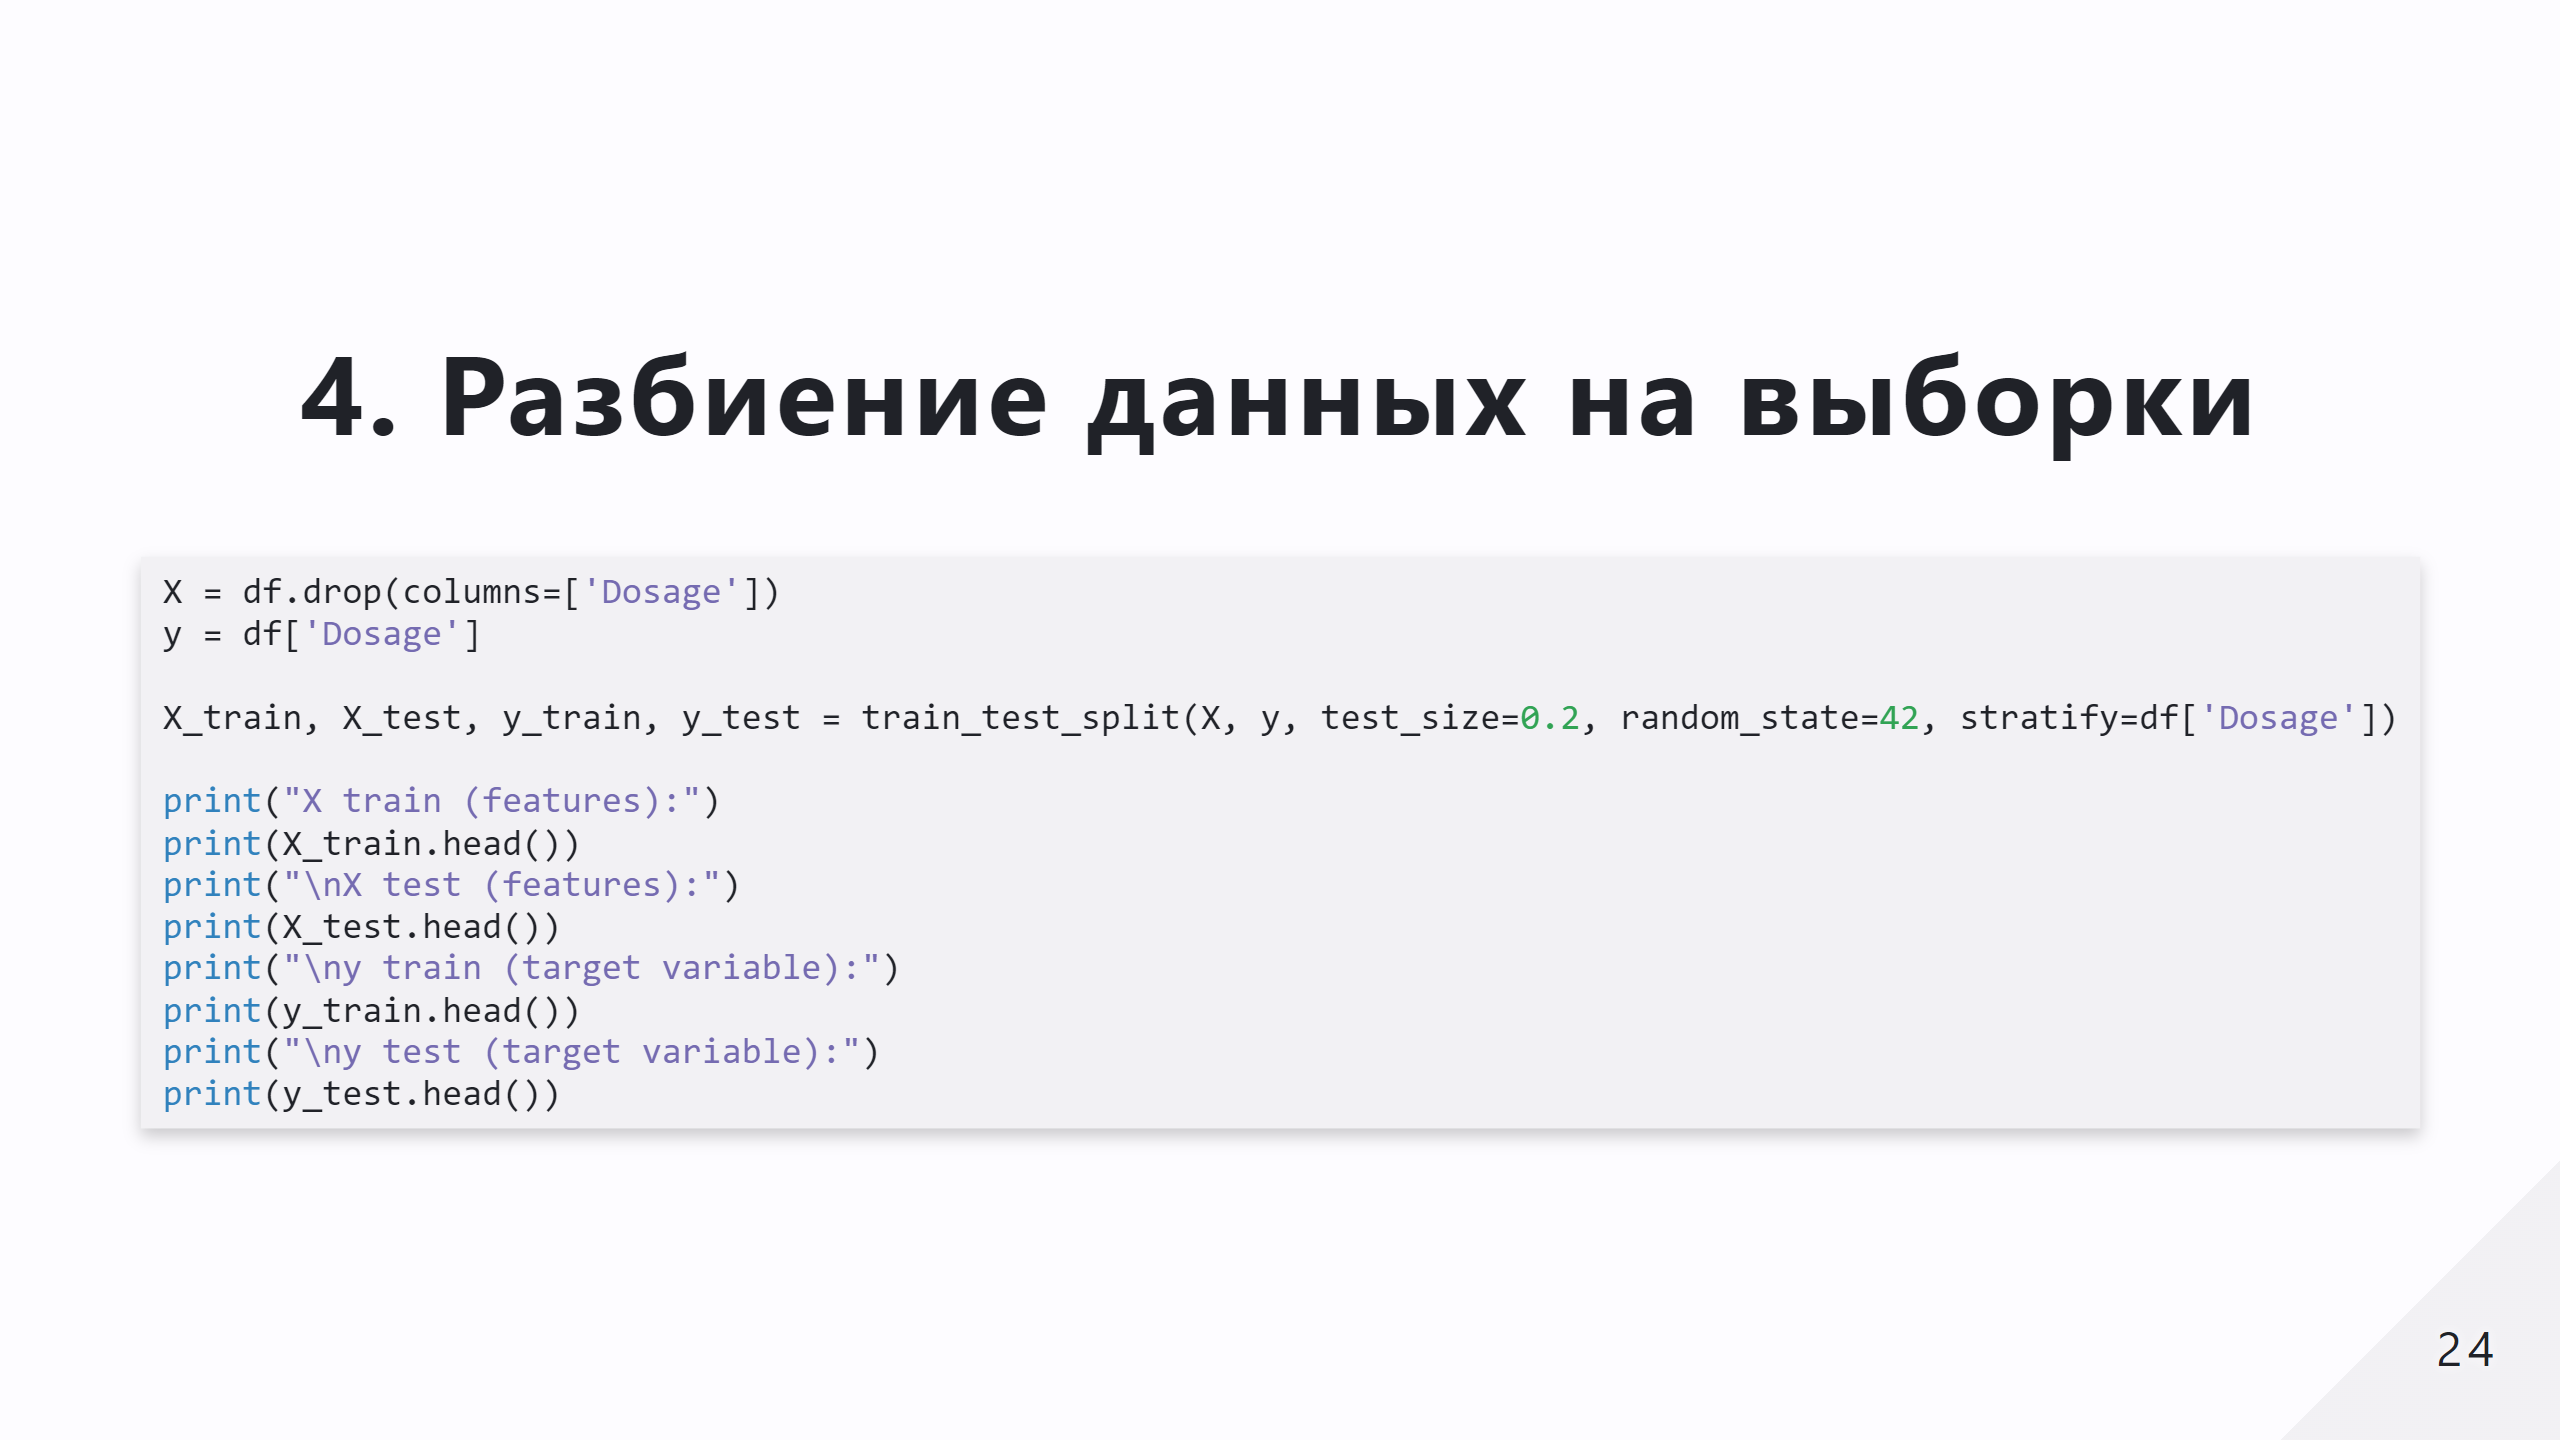 4. Разбиение данных на выборки
X = df.drop(columns=['Dosage'])
y = df['Dosage']
X_train, X_test, y_train, y_test = train_test_split(X, y, test_size=0.2, random_state=42, stratify=df['Dosage'])
print("X train (features):")
print(X_train.head())
print("\nX test (features):")
print(X_test.head())
print("\ny train (target variable):")
print(y_train.head())
print("\ny test (target variable):")
print(y_test.head())
24